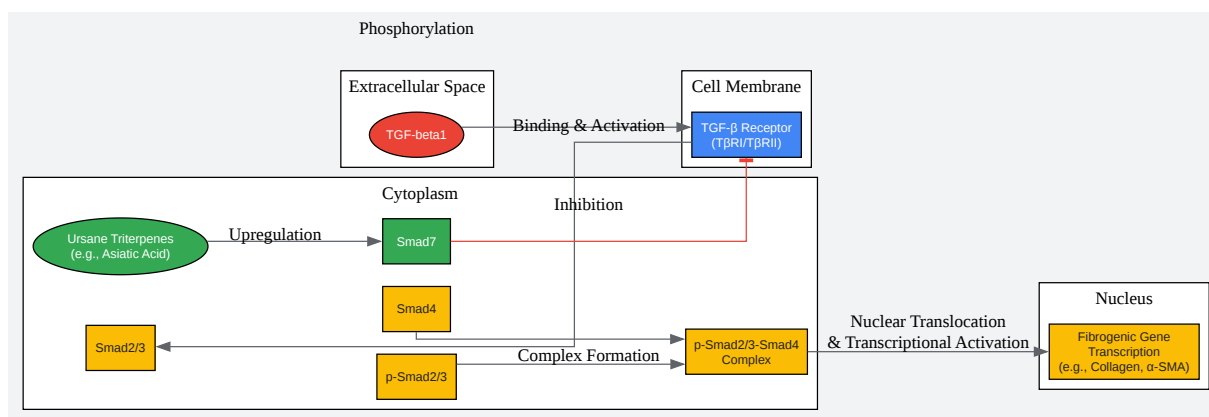 Phosphorylation
Extracellular Space
Cell Membrane
TGF-beta1
Binding & Activation
TGF-β Receptor
(TβRI/TβRII)
Cytoplasm
Inhibition
Ursane Triterpenes
(e.g., Asiatic Acid)
Upregulation
Smad7
Smad4
Smad2/3
p-Smad2/3
Complex Formation
p-Smad2/3-Smad4
Complex
Nuclear Translocation
& Transcriptional Activation
Nucleus
Fibrogenic Gene
Transcription
(e.g., Collagen, α-SMA)